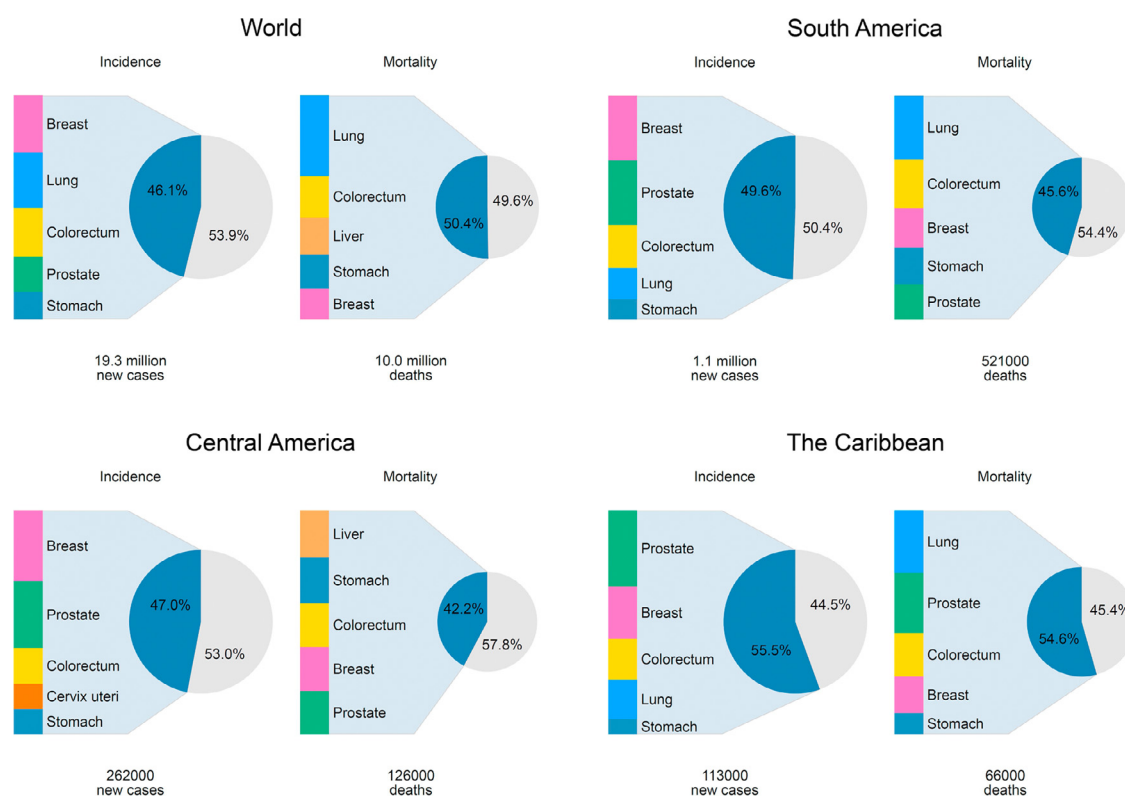 World
Incidence
Mortality
Breast
Lung
Colorectum
Prostate
Stomach
46.1%
53.9%
19.3 million
new cases
Lung
Colorectum
Liver
Stomach
Breast
50.4%
49.6%
10.0 million
deaths
South America
Incidence
Mortality
Breast
Prostate
Colorectum
Lung
Stomach
49.6%
50.4%
1.1 million
new cases
Lung
Colorectum
Breast
Stomach
Prostate
45.6%
54.4%
521000
deaths
Central America
Incidence
Mortality
Breast
Prostate
Colorectum
Cervix uteri
Stomach
47.0%
53.0%
262000
new cases
Liver
Stomach
Colorectum
Breast
Prostate
42.2%
57.8%
126000
deaths
The Caribbean
Incidence
Mortality
Prostate
Breast
Colorectum
Lung
Stomach
44.5%
55.5%
113000
new cases
Lung
Prostate
Colorectum
Breast
Stomach
45.4%
54.6%
66000
deaths